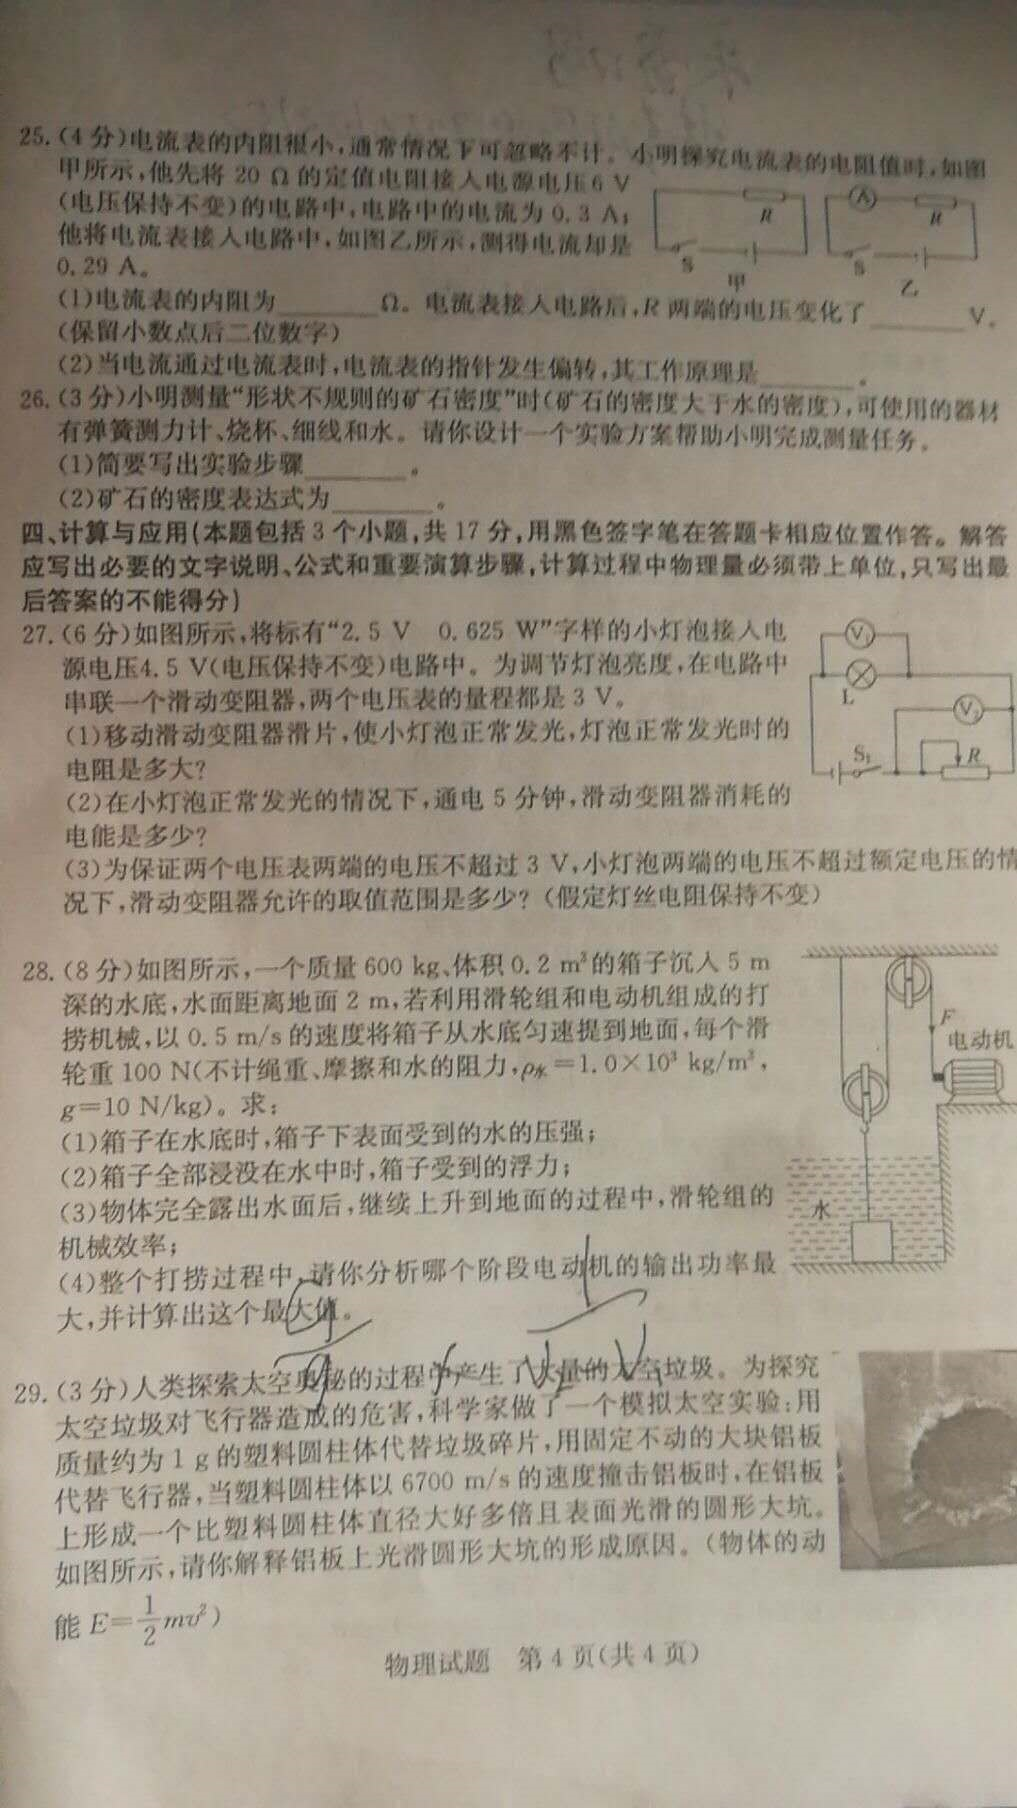 25.(4分)电流表的内阻很小,通常情况下可忽略不计。小明探究电流表的电阻值时,如图
甲所示,他先将 20 Ω 的定值电阻接入电源电压6 V
(电压保持不变)的电路中,电路中的电流为 0.3 A;
他将电流表接入电路中,如图乙所示,测得电流却是
0.29 A。
R
S
甲
A
R
S
乙
(1)电流表的内阻为________Ω。电流表接入电路后,R 两端的电压变化了________V。
(保留小数点后二位数字)
(2)当电流通过电流表时,电流表的指针发生偏转,其工作原理是________。
26.(3分)小明测量“形状不规则的矿石密度”时(矿石的密度大于水的密度),可使用的器材
有弹簧测力计、烧杯、细线和水。请你设计一个实验方案帮助小明完成测量任务。
(1)简要写出实验步骤________。
(2)矿石的密度表达式为________。
四、计算与应用(本题包括 3 个小题,共 17 分,用黑色签字笔在答题卡相应位置作答。解答
应写出必要的文字说明、公式和重要演算步骤,计算过程中物理量必须带上单位,只写出最
后答案的不能得分)
27.(6分)如图所示,将标有“2.5 V 0.625 W”字样的小灯泡接入电
源电压4.5 V(电压保持不变)电路中。为调节灯泡亮度,在电路中
串联一个滑动变阻器,两个电压表的量程都是 3 V。
(1)移动滑动变阻器滑片,使小灯泡正常发光,灯泡正常发光时的
电阻是多大?
(2)在小灯泡正常发光的情况下,通电 5 分钟,滑动变阻器消耗的
电能是多少?
(3)为保证两个电压表两端的电压不超过 3 V,小灯泡两端的电压不超过额定电压的情
况下,滑动变阻器允许的取值范围是多少?(假定灯丝电阻保持不变)
V₁
L
V₂
S₁
R
28.(8分)如图所示,一个质量 600 kg、体积 0.2 m³的箱子沉入 5 m
深的水底,水面距离地面 2 m,若利用滑轮组和电动机组成的打
捞机械,以 0.5 m/s 的速度将箱子从水底匀速提到地面,每个滑
轮重 100 N(不计绳重、摩擦和水的阻力,ρ水=1.0×10³ kg/m³,
g=10 N/kg)。求:
(1)箱子在水底时,箱子下表面受到的水的压强;
(2)箱子全部浸没在水中时,箱子受到的浮力;
(3)物体完全露出水面后,继续上升到地面的过程中,滑轮组的
机械效率;
(4)整个打捞过程中,请你分析哪个阶段电动机的输出功率最
大,并计算出这个最大值。
F
电动机
水
29.(3分)人类探索太空奥秘的过程中产生了大量的太空垃圾。为探究
太空垃圾对飞行器造成的危害,科学家做了一个模拟太空实验:用
质量约为 1 g 的塑料圆柱体代替垃圾碎片,用固定不动的大块铝板
代替飞行器,当塑料圆柱体以 6700 m/s 的速度撞击铝板时,在铝板
上形成一个比塑料圆柱体直径大好多倍且表面光滑的圆形大坑。
如图所示,请你解释铝板上光滑圆形大坑的形成原因。(物体的动
能 E=½mv²)
物理试题 第 4 页(共 4 页)